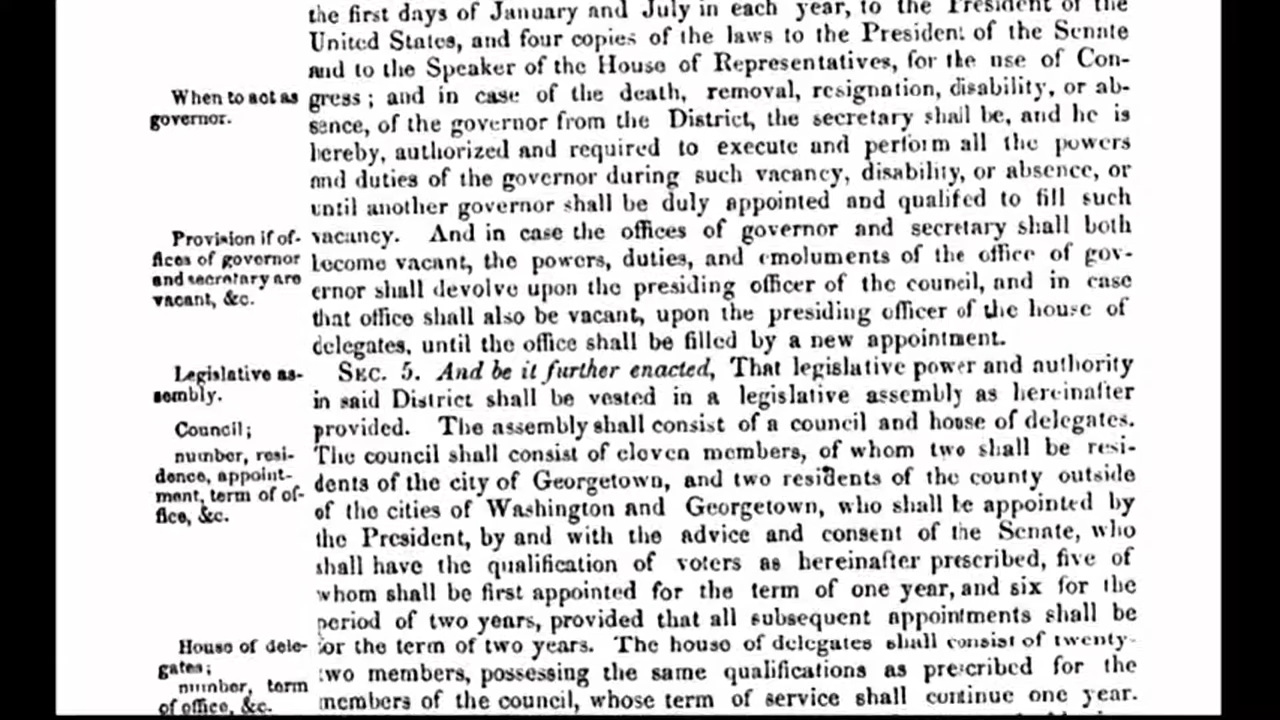 the first days of January and July in each year, to the President of the
United States, and four copies of the laws to the President of the Senate
and to the Speaker of the House of Representatives, for the use of Con-
When to act as
governor.
gress; and in case of the death, removal, resignation, disability, or ab-
sence, of the governor from the District, the secretary shall be, and he is
hereby, authorized and required to execute and perform all the powers
and duties of the governor during such vacancy, disability, or absence, or
until another governor shall be duly appointed and qualifed to fill such
Provision if of-
fices of governor
and secretary are
vacant, &c.
vacancy. And in case the offices of governor and secretary shall both
become vacant, the powers, duties, and emoluments of the office of gov-
ernor shall devolve upon the presiding officer of the council, and in case
that office shall also be vacant, upon the presiding officer of the house of
delegates, until the office shall be filled by a new appointment.
Legislative as-
sembly.
SEC. 5. And be it further enacted, That legislative power and authority
in said District shall be vested in a legislative assembly as hereinafter
Council;
number, resi-
dence, appoint-
ment, term of of-
fice, &c.
provided. The assembly shall consist of a council and house of delegates.
The council shall consist of eleven members, of whom two shall be resi-
dents of the city of Georgetown, and two residents of the county outside
of the cities of Washington and Georgetown, who shall be appointed by
the President, by and with the advice and consent of the Senate, who
shall have the qualification of voters as hereinafter prescribed, five of
whom shall be first appointed for the term of one year, and six for the
period of two years, provided that all subsequent appointments shall be
House of dele-
gates;
number, term
of office, &c.
for the term of two years. The house of delegates shall consist of twenty-
two members, possessing the same qualifications as prescribed for the
members of the council, whose term of service shall continue one year.